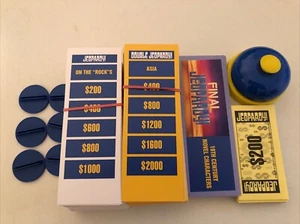 JEOPARDY!
ON THE "ROCK"S
$200
$400
$600
$800
$1000
DOUBLE JEOPARDY!
ASIA
$400
$800
$1200
$1600
$2000
FINAL
JEOPARDY!
19TH CENTURY
NOVEL CHARACTERS
JEOPARDY!
$200
JEOPARDY!